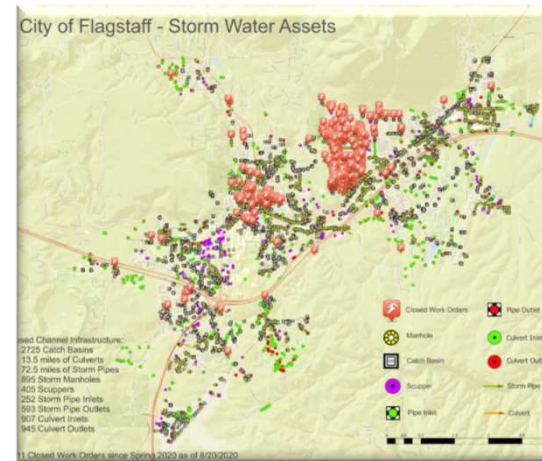 City of Flagstaff - Storm Water Assets
Closed Work Orders
Pipe Outlet
Manhole
Culvert Inlet
Catch Basin
Culvert Out
Scupper
Storm Pipe
Pipe Inlet
Culvert
osed Channel Infrastructure:
2725 Catch Basins
13.5 miles of Culverts
72.5 miles of Storm Pipes
895 Storm Manholes
405 Scuppers
252 Storm Pipe Inlets
593 Storm Pipe Outlets
907 Culvert Inlets
945 Culvert Outlets
11 Closed Work Orders since Spring 2020 as of 8/20/2020